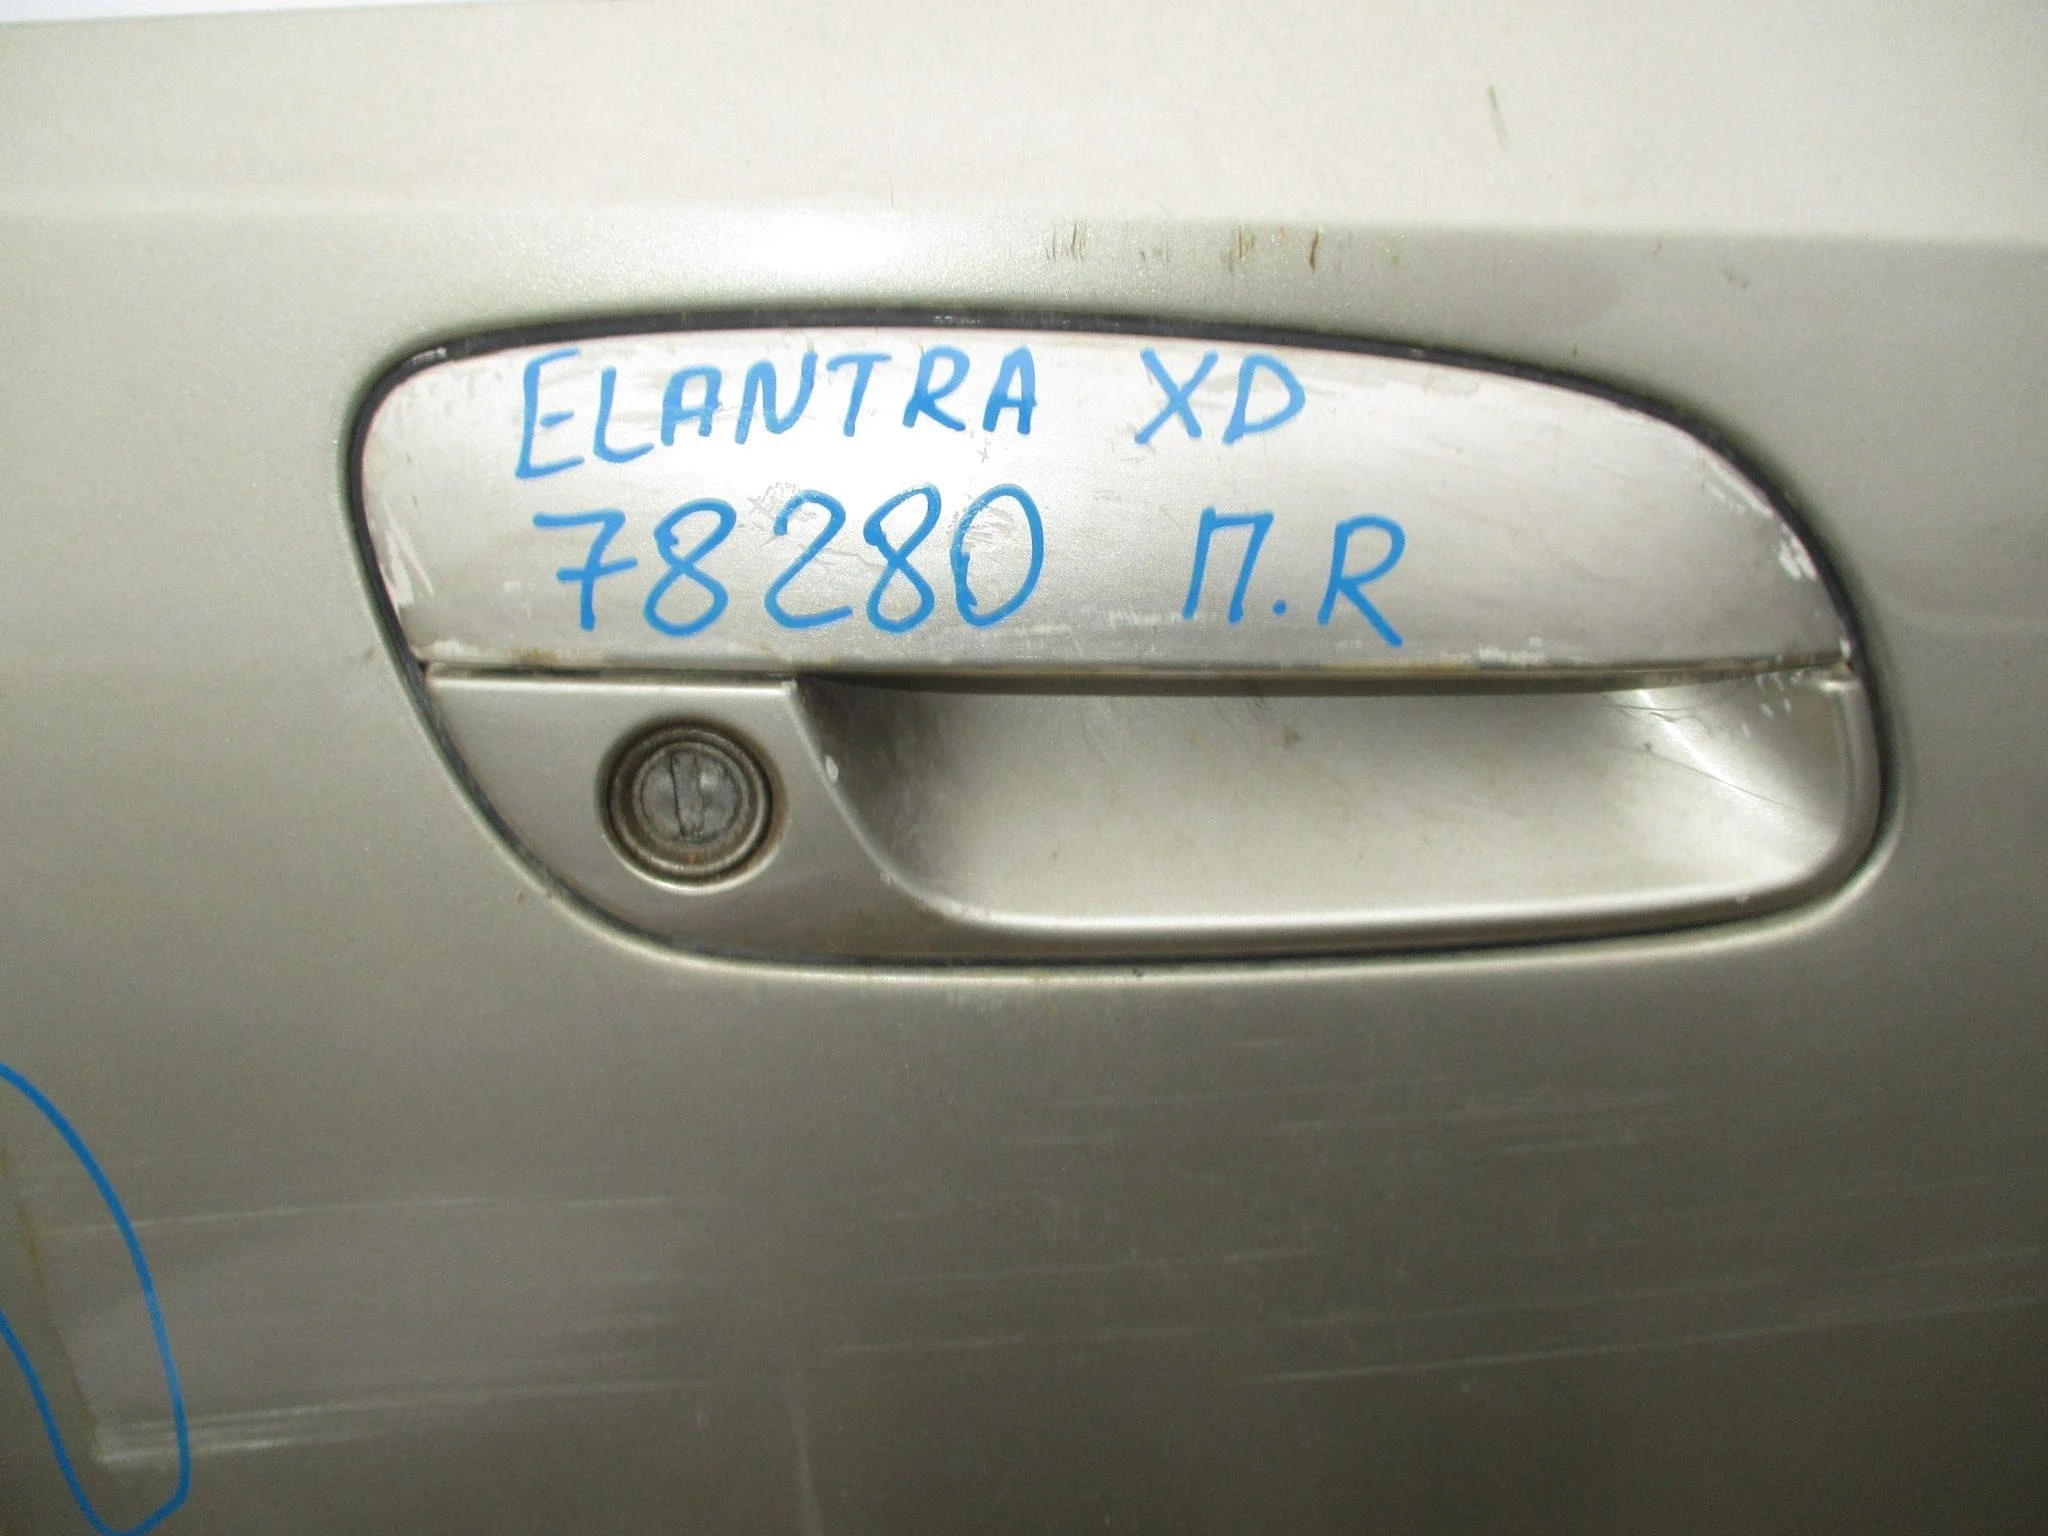 ELANTRA XD
78280 П.R